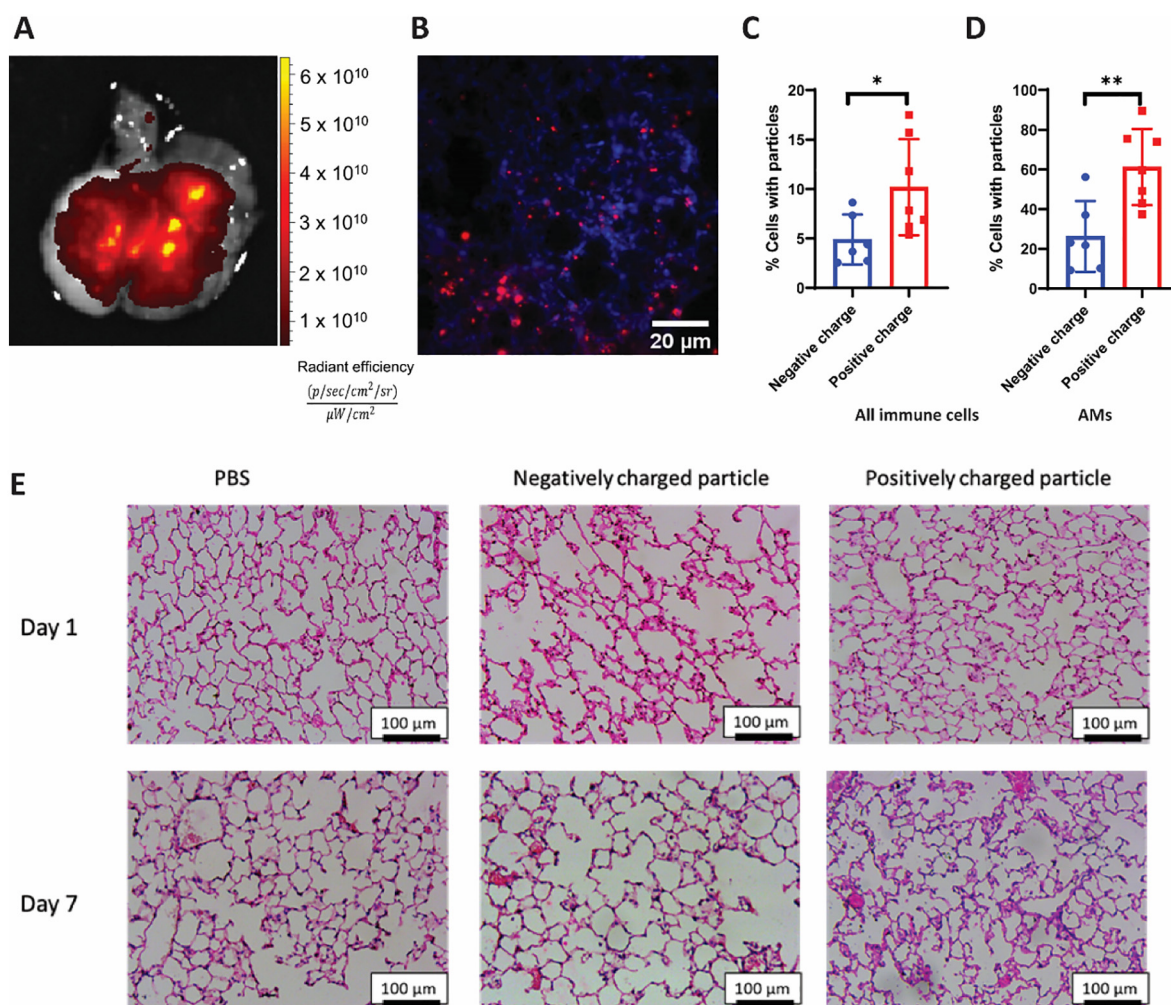 A
6 x 10¹⁰
5 x 10¹⁰
4 x 10¹⁰
3 x 10¹⁰
2 x 10¹⁰
1 x 10¹⁰
Radiant efficiency
(p/sec/cm²/sr)
μW/cm²
B
20 μm
C
% Cells with particles
20
15
10
5
0
*
Negative charge
Positive charge
All immune cells
D
% Cells with particles
100
80
60
40
20
0
**
Negative charge
Positive charge
AMs
E
PBS
Negatively charged particle
Positively charged particle
Day 1
100 μm
100 μm
100 μm
Day 7
100 μm
100 μm
100 μm